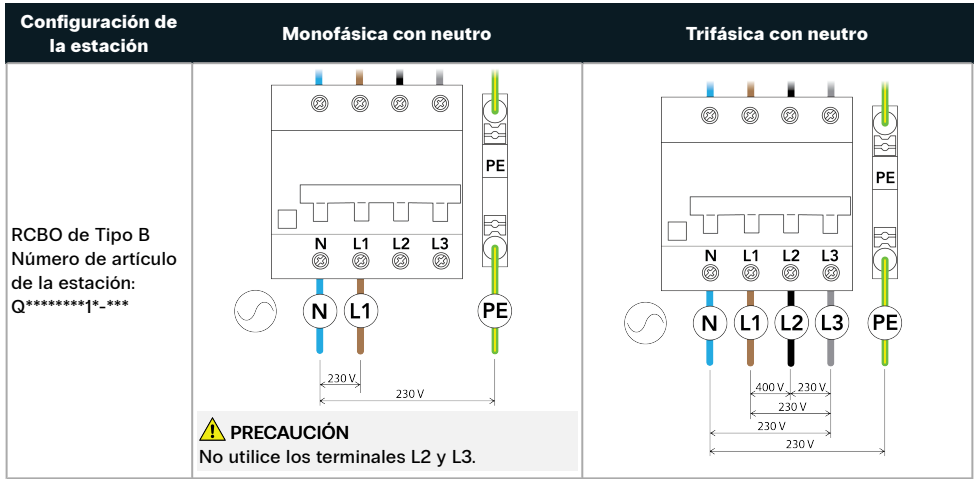 Configuración de
la estación
Monofásica con neutro
Trifásica con neutro
RCBO de Tipo B
Número de artículo
de la estación:
Q********1*-***
PE
N L1 L2 L3
N L1 PE
230 V
230 V
PRECAUCIÓN
No utilice los terminales L2 y L3.
PE
N L1 L2 L3
N L1 L2 L3 PE
400 V 230 V
230 V
230 V
230 V